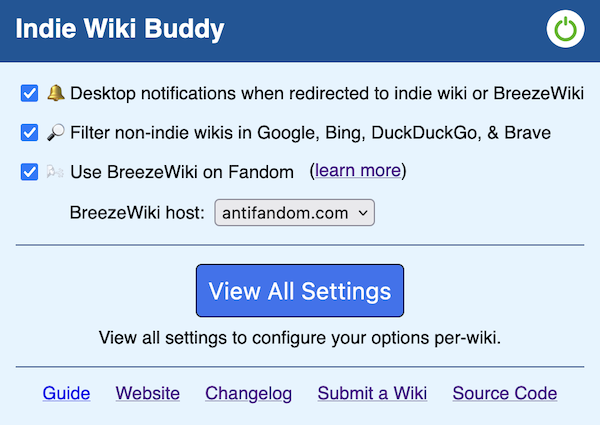 Indie Wiki Buddy
Desktop notifications when redirected to indie wiki or BreezeWiki
Filter non-indie wikis in Google, Bing, DuckDuckGo, & Brave
Use BreezeWiki on Fandom (learn more)
BreezeWiki host: antifandom.com
View All Settings
View all settings to configure your options per-wiki.
Guide Website Changelog Submit a Wiki Source Code